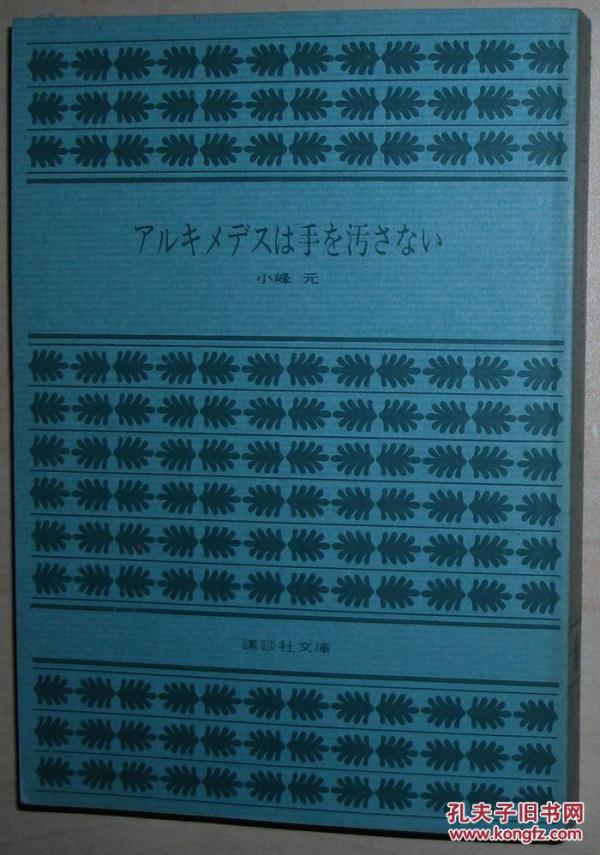 アルキメデスは手を汚さない
小峰 元
講談社文庫
孔夫子旧书网
www.kongfz.com